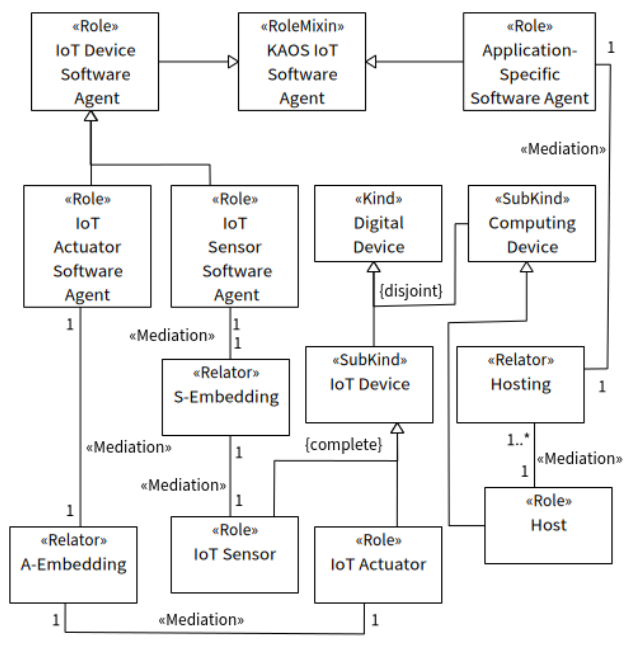 «Role»
IoT Device
Software
Agent
«RoleMixin»
KAOS IoT
Software
Agent
«Role»
Application-
Specific
Software Agent
1
«Mediation»
«Role»
IoT
Actuator
Software
Agent
«Role»
IoT
Sensor
Software
Agent
«Kind»
Digital
Device
«SubKind»
Computing
Device
{disjoint}
1
1
«Mediation»
1
«Relator»
S-Embedding
«SubKind»
IoT Device
«Relator»
Hosting
1
«Mediation»
1
{complete}
1..*
«Mediation»
1
«Mediation»
1
1
«Role»
IoT Sensor
«Role»
Host
«Relator»
A-Embedding
«Role»
IoT Actuator
1
«Mediation»
1